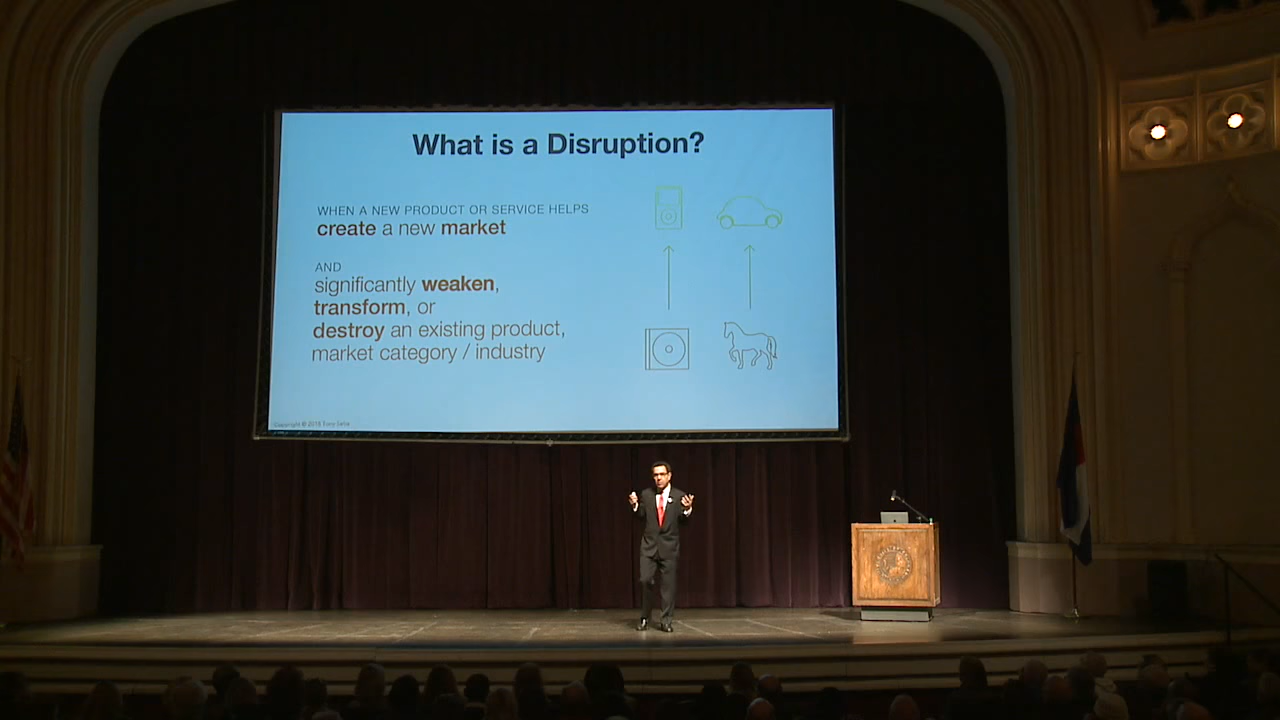 What is a Disruption?
WHEN A NEW PRODUCT OR SERVICE HELPS
create a new market
AND
significantly weaken,
transform, or
destroy an existing product,
market category / industry
Copyright ©